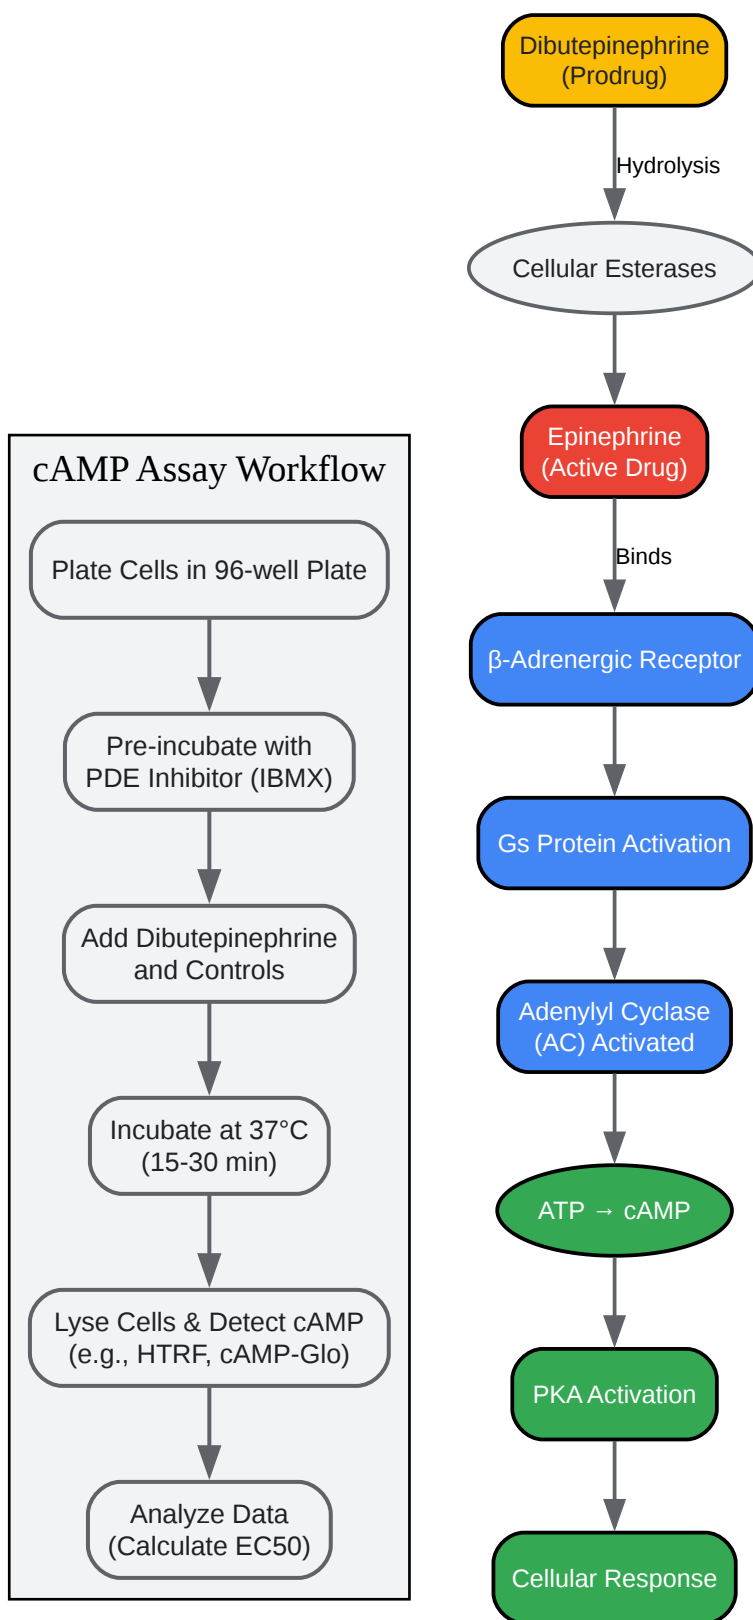 cAMP Assay Workflow
Plate Cells in 96-well Plate
Pre-incubate with
PDE Inhibitor (IBMX)
Add Dibutepinephrine
and Controls
Incubate at 37°C
(15-30 min)
Lyse Cells & Detect cAMP
(e.g., HTRF, cAMP-Glo)
Analyze Data
(Calculate EC50)
Dibutepinephrine
(Prodrug)
Hydrolysis
Cellular Esterases
Epinephrine
(Active Drug)
Binds
β-Adrenergic Receptor
Gs Protein Activation
Adenylyl Cyclase
(AC) Activated
ATP → cAMP
PKA Activation
Cellular Response